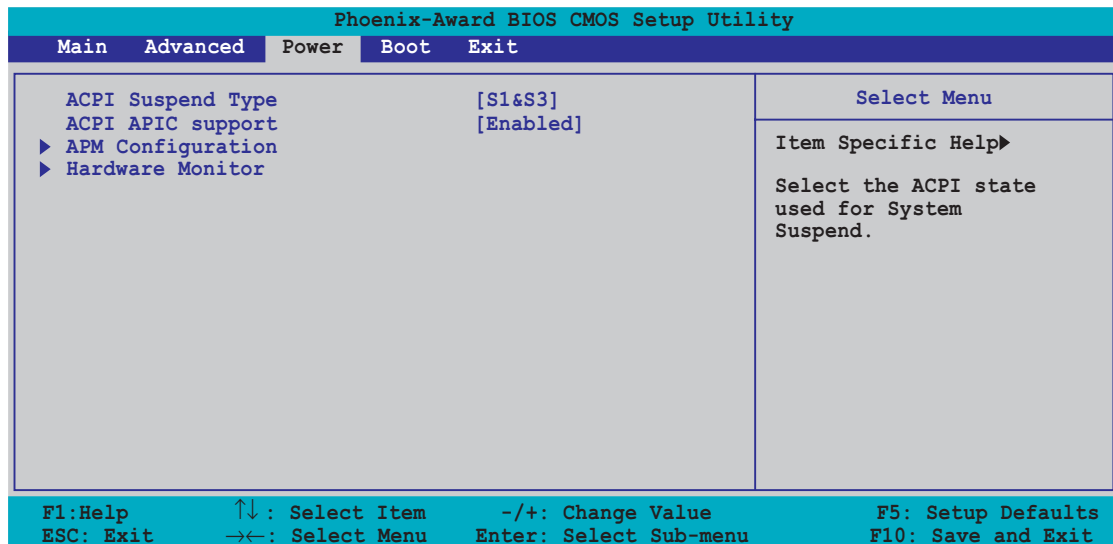 Phoenix-Award BIOS CMOS Setup Utility
Main Advanced Power Boot Exit
ACPI Suspend Type [S1&S3]
ACPI APIC support [Enabled]
▶ APM Configuration
▶ Hardware Monitor
Select Menu
Item Specific Help▶
Select the ACPI state
used for System
Suspend.
F1:Help ↑↓: Select Item -/+: Change Value F5: Setup Defaults
ESC: Exit →←: Select Menu Enter: Select Sub-menu F10: Save and Exit